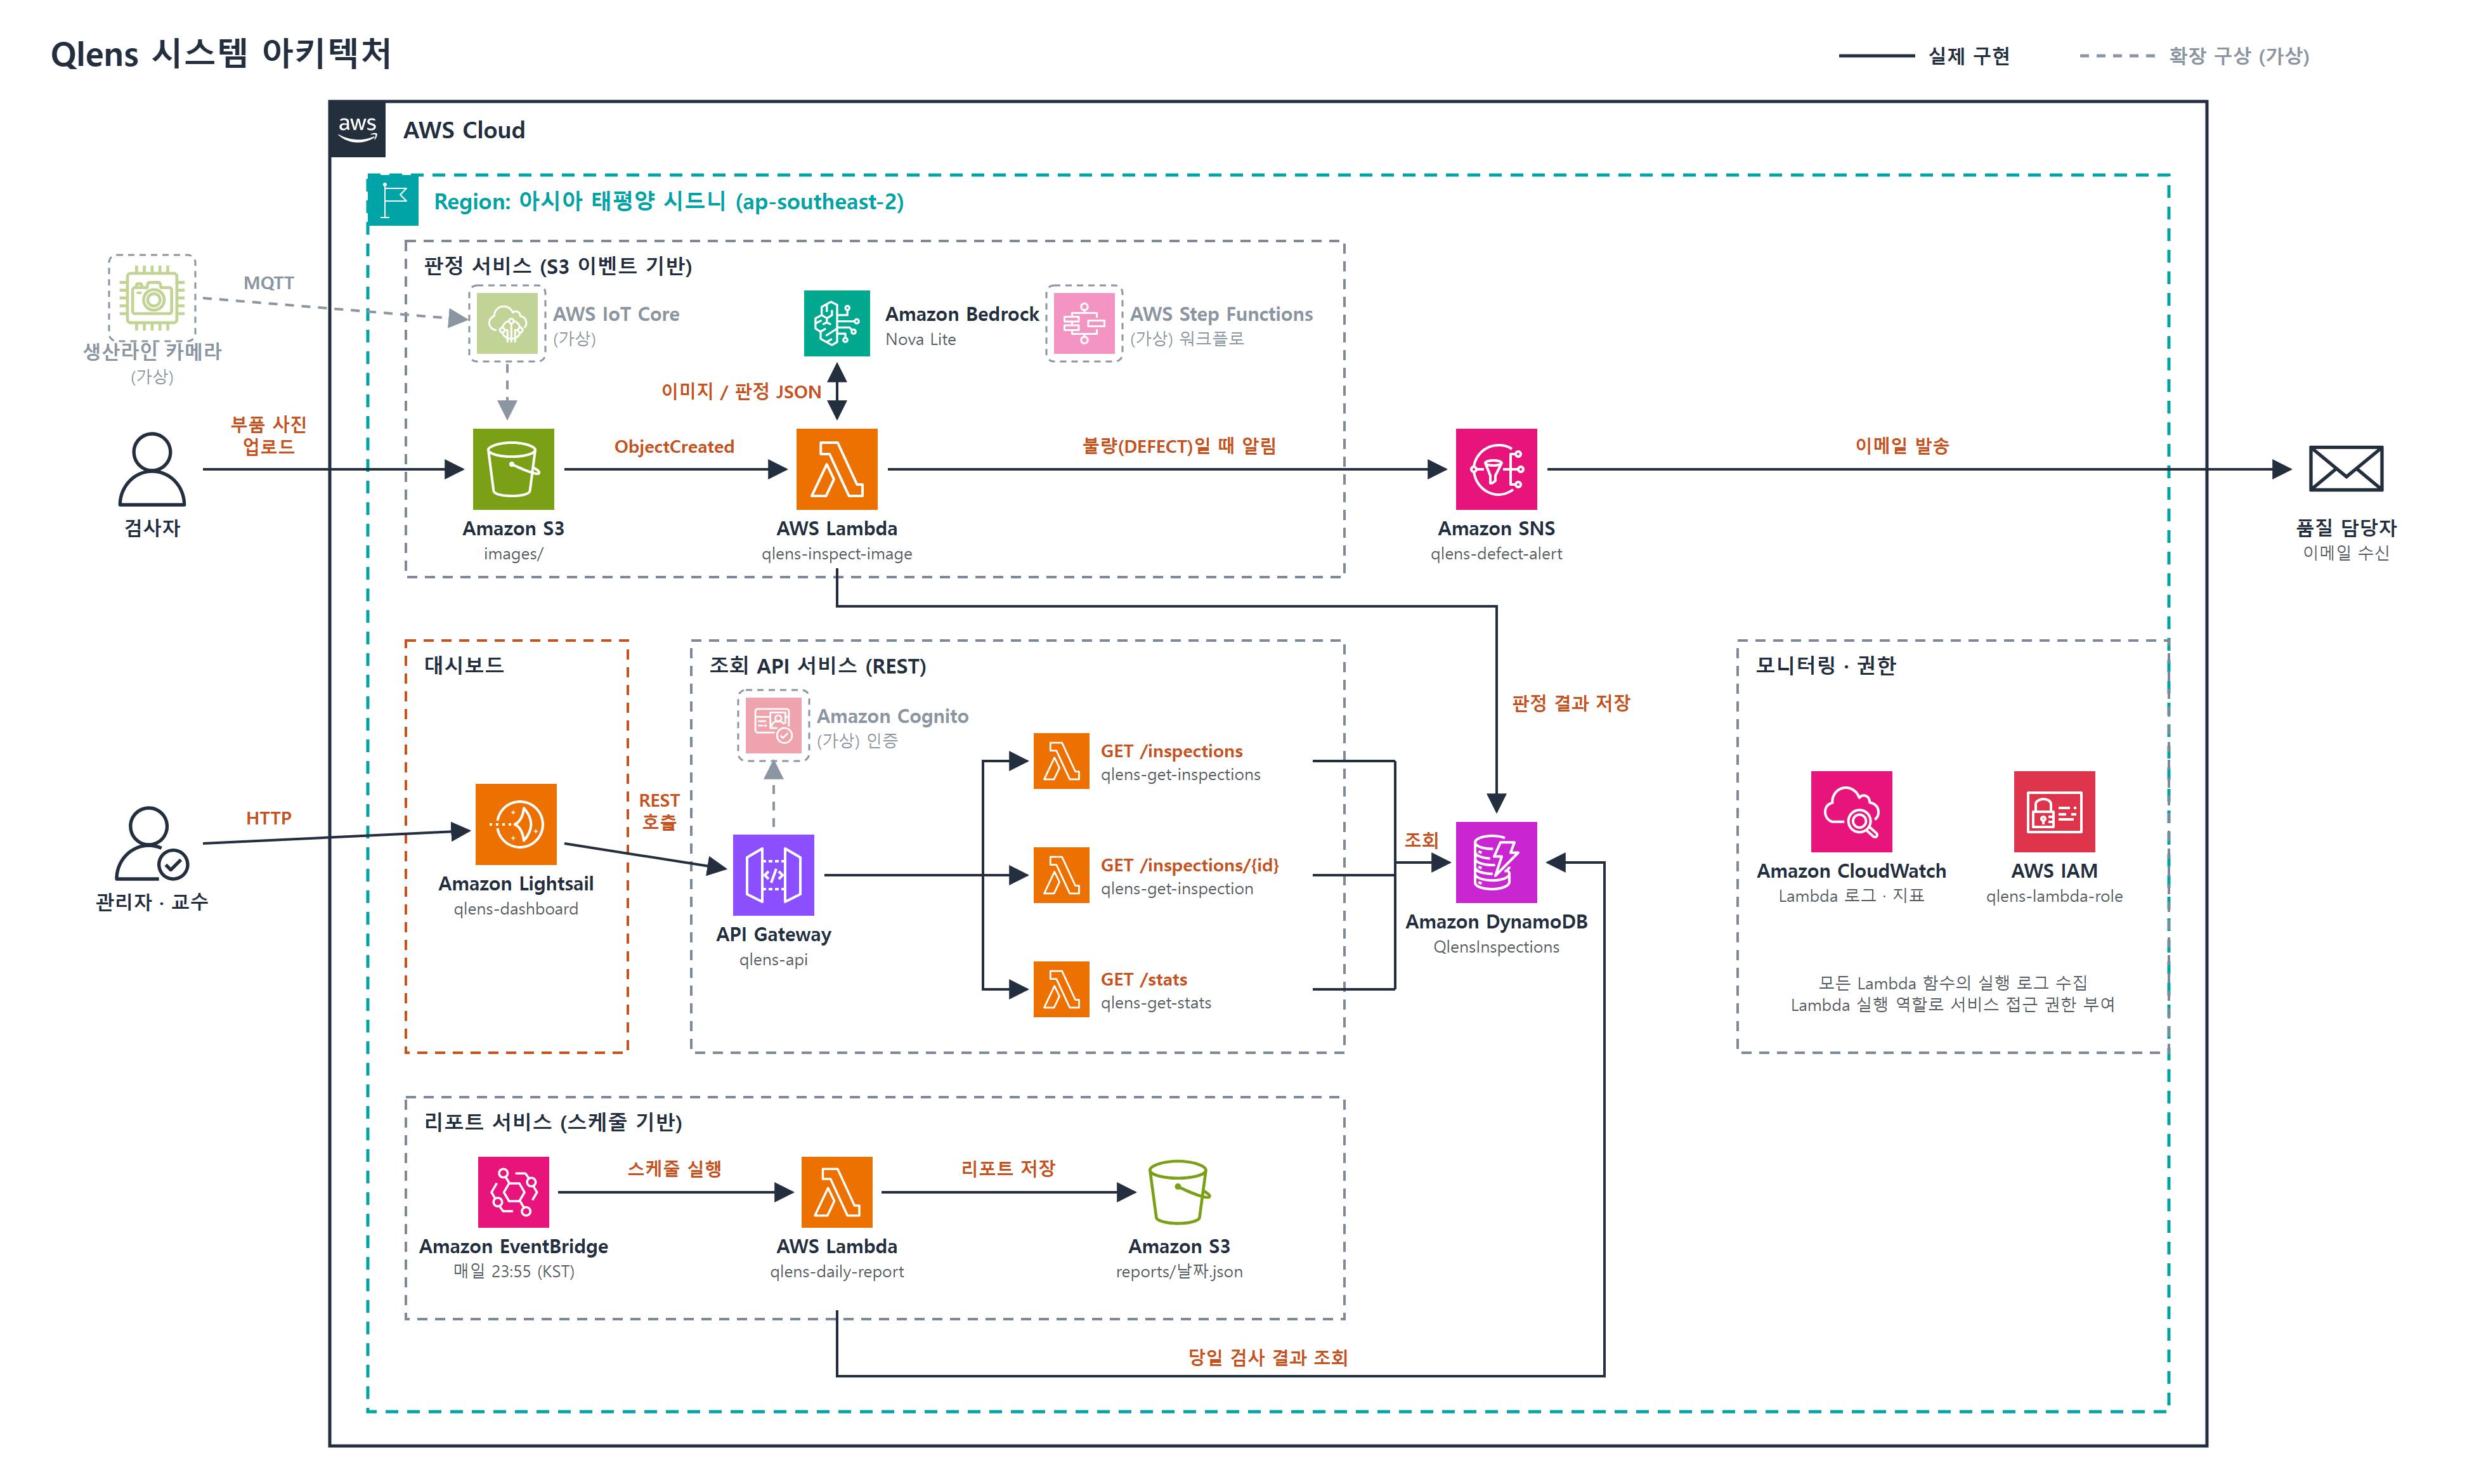 Qlens 시스템 아키텍처
실제 구현
확장 구상 (가상)
aws
AWS Cloud
Region: 아시아 태평양 시드니 (ap-southeast-2)
판정 서비스 (S3 이벤트 기반)
MQTT
생산라인 카메라
(가상)
AWS IoT Core
(가상)
Amazon Bedrock
Nova Lite
AWS Step Functions
(가상) 워크플로
이미지 / 판정 JSON
부품 사진
업로드
ObjectCreated
불량(DEFECT)일 때 알림
이메일 발송
검사자
Amazon S3
images/
AWS Lambda
qlens-inspect-image
Amazon SNS
qlens-defect-alert
품질 담당자
이메일 수신
대시보드
조회 API 서비스 (REST)
모니터링 · 권한
판정 결과 저장
Amazon Cognito
(가상) 인증
GET /inspections
qlens-get-inspections
HTTP
REST
호출
관리자 · 교수
Amazon Lightsail
qlens-dashboard
API Gateway
qlens-api
GET /inspections/{id}
qlens-get-inspection
조회
GET /stats
qlens-get-stats
Amazon DynamoDB
QlensInspections
Amazon CloudWatch
Lambda 로그 · 지표
AWS IAM
qlens-lambda-role
모든 Lambda 함수의 실행 로그 수집
Lambda 실행 역할로 서비스 접근 권한 부여
리포트 서비스 (스케줄 기반)
스케줄 실행
리포트 저장
Amazon EventBridge
매일 23:55 (KST)
AWS Lambda
qlens-daily-report
Amazon S3
reports/날짜.json
당일 검사 결과 조회